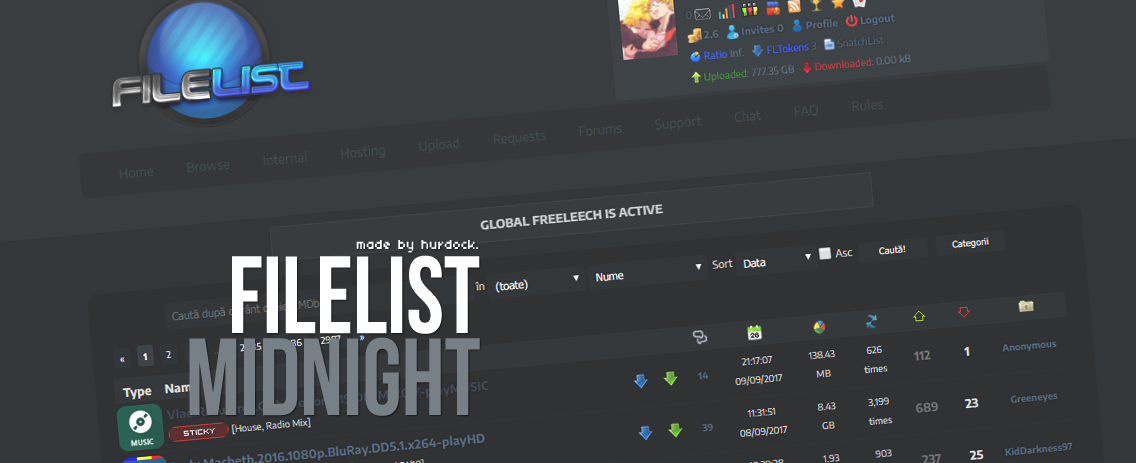 FILELIST
0
2.6 Invites 0 Profile Logout
Ratio Inf. FLTokens 3 SnatchList
Uploaded: 777.35 GB Downloaded: 0.00 kB
Home Browse Internal Hosting Upload Requests Forums Support Chat FAQ Rules
GLOBAL FREELEECH IS ACTIVE
made by hurdock.
FILELIST
MIDNIGHT
Caută după
în (toate) Nume Sort Data Asc Caută! Categorii
« 1 2 »
Type
26
MUSIC
STICKY [House, Radio Mix]
14 21:17:07 138.43 626 112 1 Anonymous
09/09/2017 MB times
Macbeth.2016.1080p.BluRay.DD5.1.x264-playHD
39 11:31:51 8.43 3,199 689 23 Greeneyes
08/09/2017 GB times
1.93 903 237 25 KidDarkness97